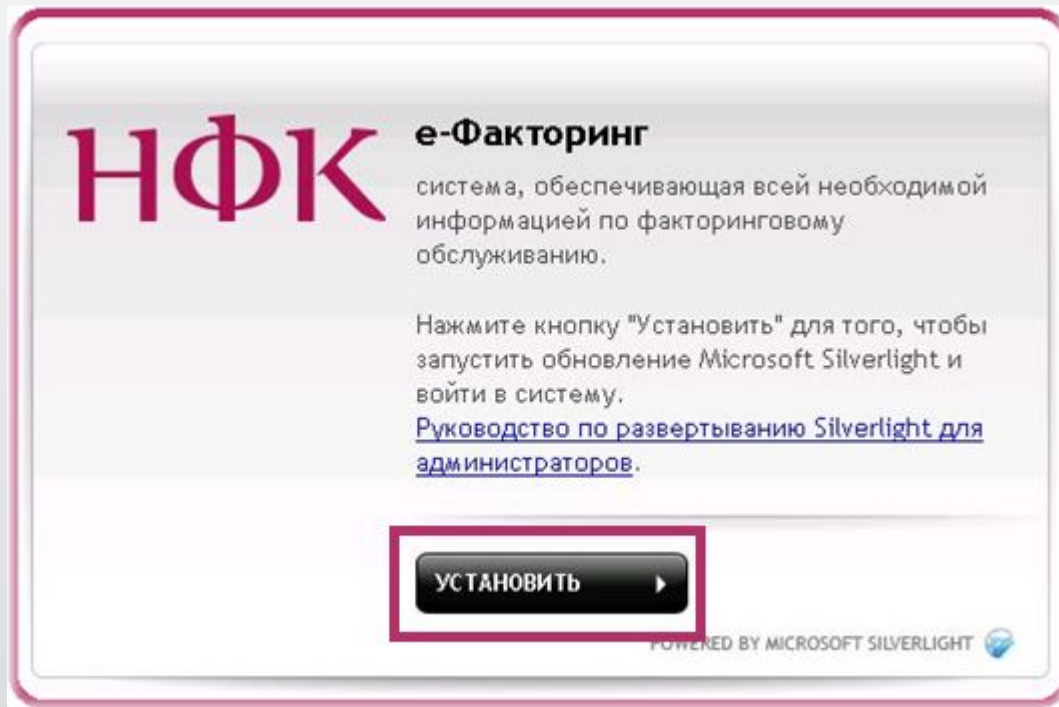 НФК
е-Факторинг
система, обеспечивающая всей необходимой
информацией по факторинговому
обслуживанию.
Нажмите кнопку "Установить" для того, чтобы
запустить обновление Microsoft Silverlight и
войти в систему.
Руководство по развертыванию Silverlight для
администраторов.
УСТАНОВИТЬ
POWERED BY MICROSOFT SILVERLIGHT